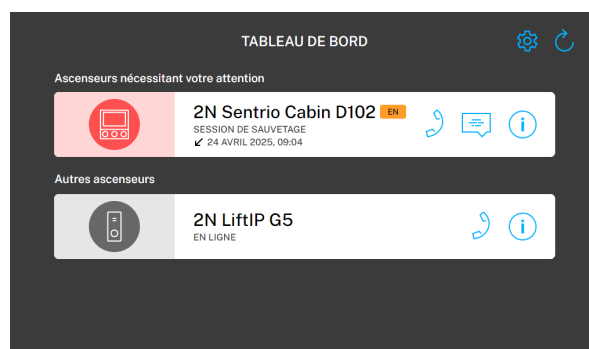 TABLEAU DE BORD
Ascenseurs nécessitant votre attention
2N Sentrio Cabin D102 EN
SESSION DE SAUVETAGE
24 AVRIL 2025, 09:04
Autres ascenseurs
2N LiftIP G5
EN LIGNE